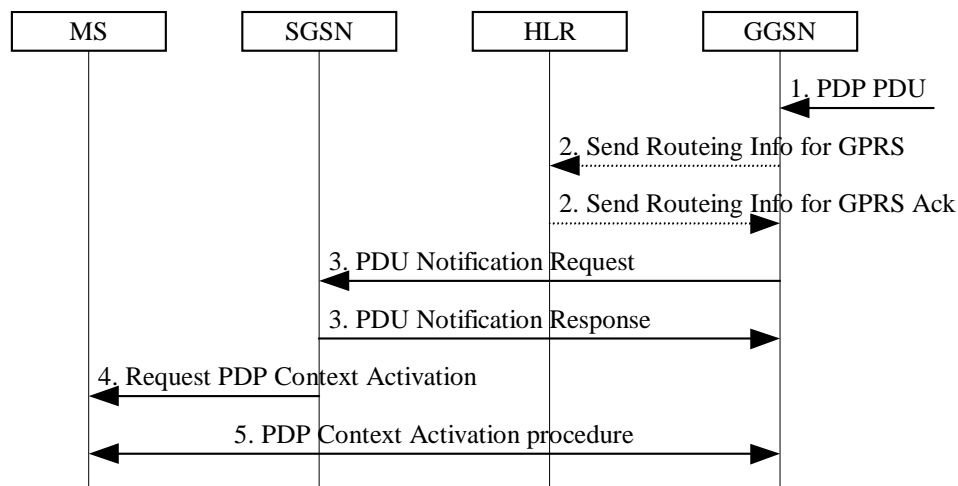 MS
SGSN
HLR
GGSN
1. PDP PDU
2. Send Routeing Info for GPRS
2. Send Routeing Info for GPRS Ack
3. PDU Notification Request
3. PDU Notification Response
4. Request PDP Context Activation
5. PDP Context Activation procedure